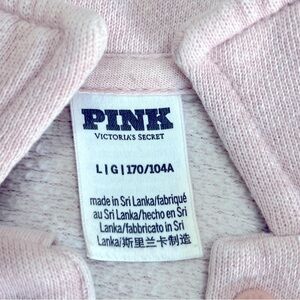 PINK
VICTORIA'S SECRET
L|G|170/104A
made in Sri Lanka/fabriqué
au Sri Lanka/hecho en Sri
Lanka/fabbricato in Sri
Lanka/斯里兰卡制造